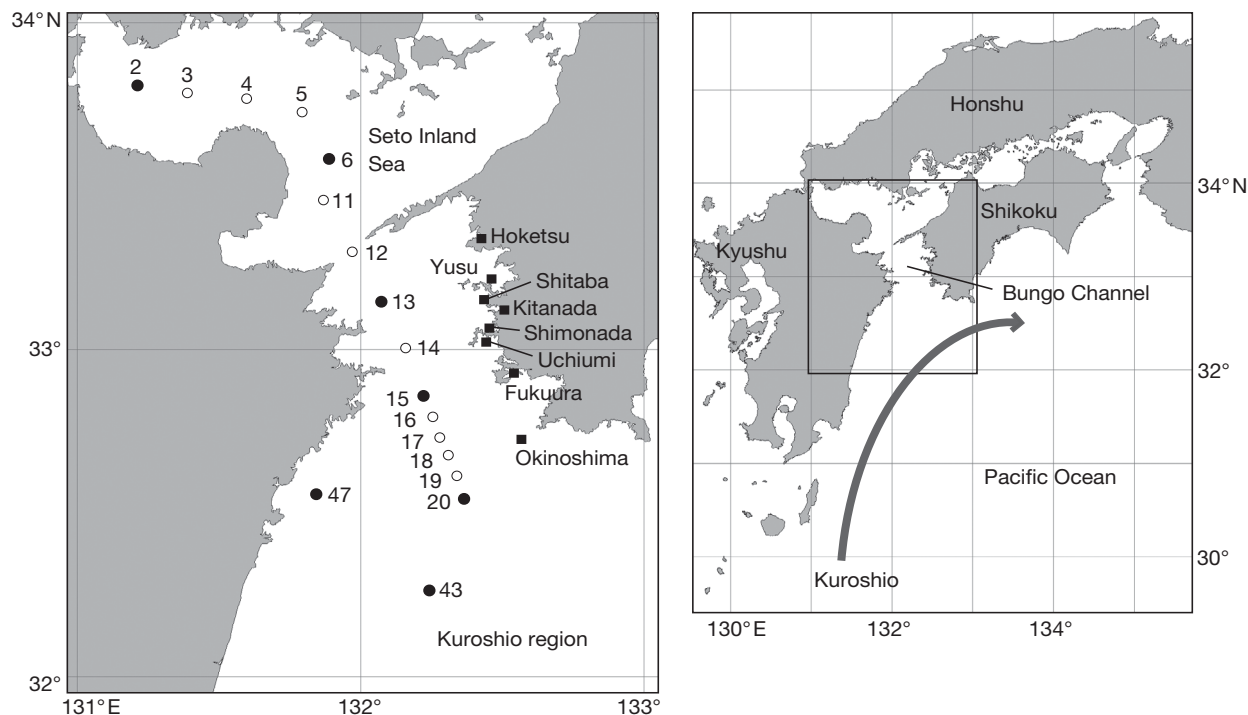 34° N
2
3
4
5
Seto Inland
Sea
6
11
12
Hoketsu
Yusu
Shitaba
13
Kitanada
Shimonada
14
33°
Uchiumi
Fukuura
15
16
17
Okinoshima
18
19
47
20
43
Kuroshio region
32°
131° E
132°
133°
Honshu
34° N
Shikoku
Kyushu
Bungo Channel
32°
Pacific Ocean
30°
Kuroshio
130° E
132°
134°